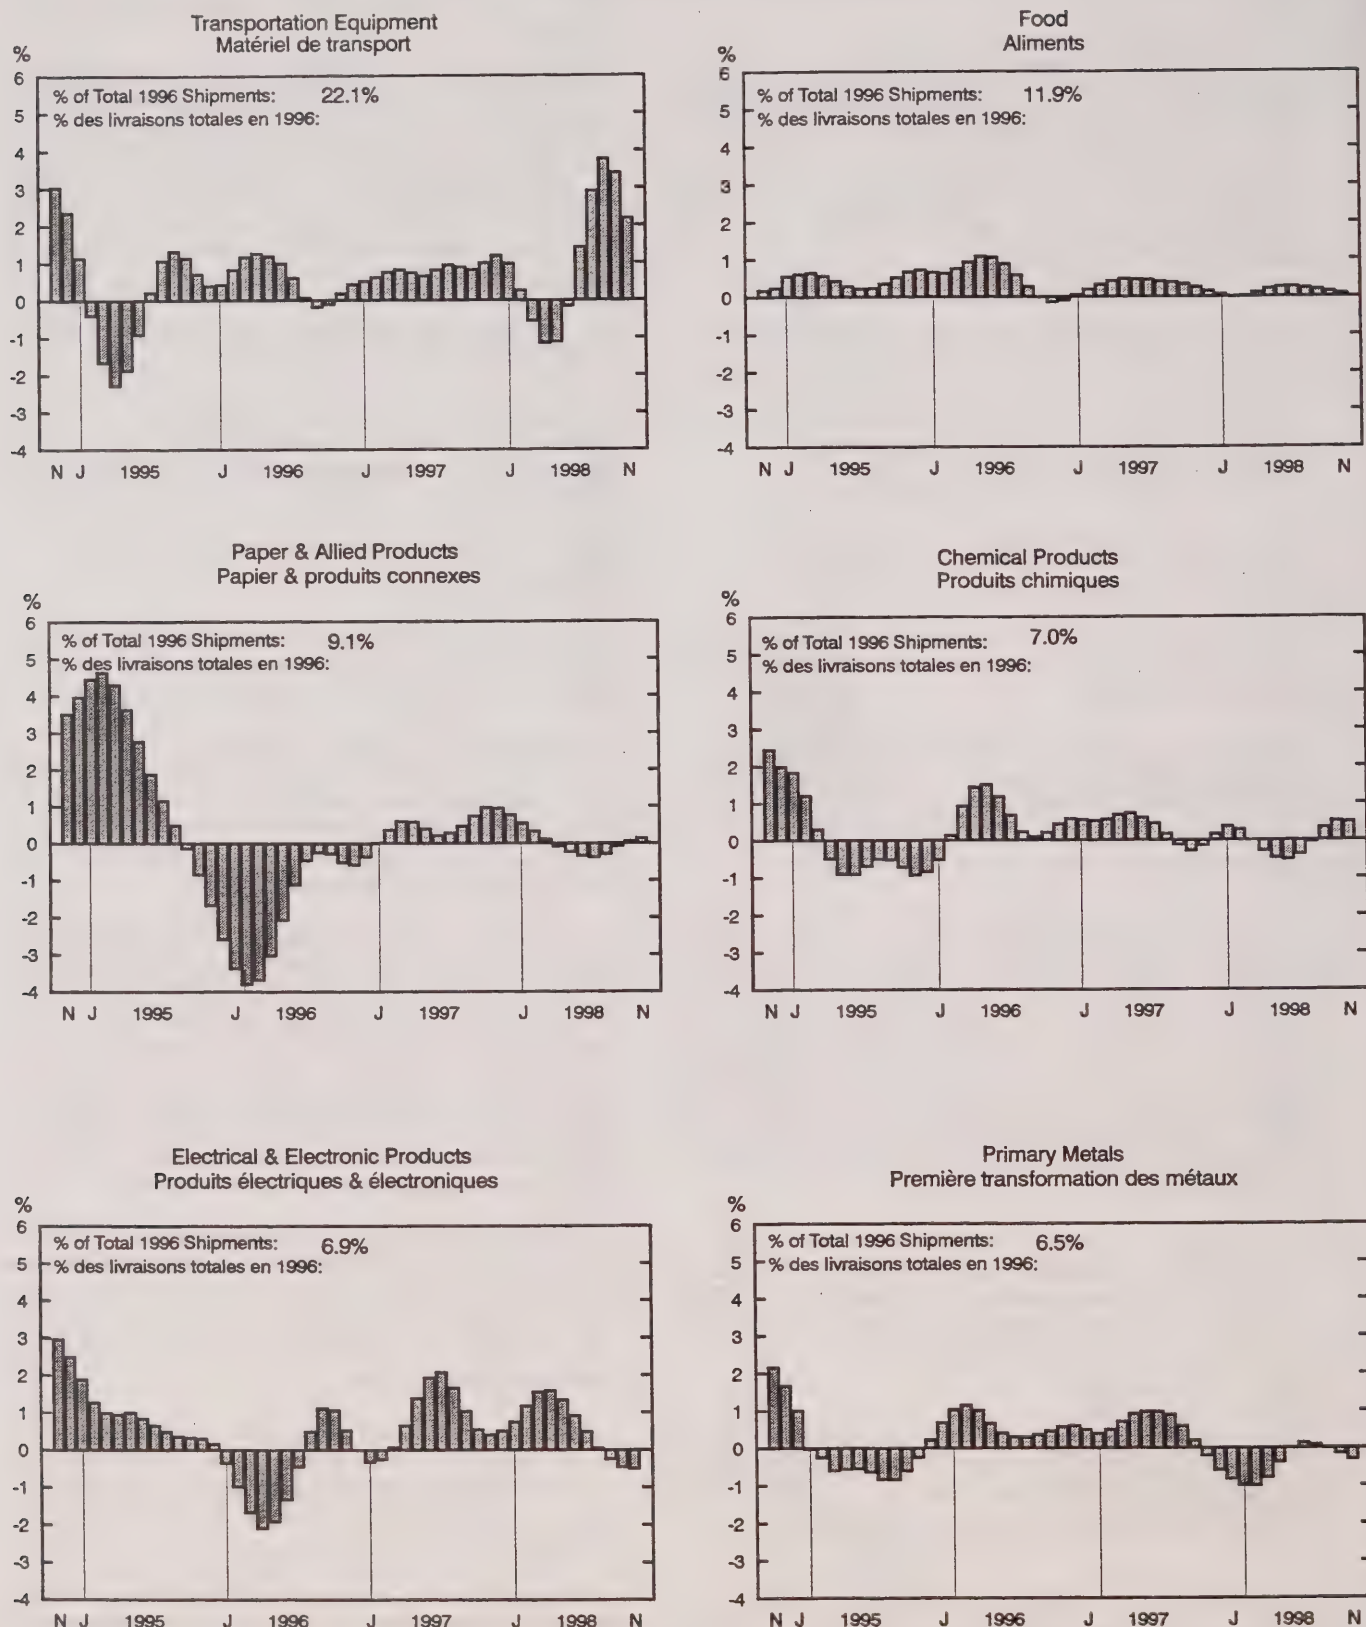 Transportation Equipment
Matériel de transport
%
6
5
4
3
2
1
0
-1
-2
-3
-4
% of Total 1996 Shipments: 22.1%
% des livraisons totales en 1996:
N J 1995 J 1996 J 1997 J 1998 N
Food
Aliments
%
6
5
4
3
2
1
0
-1
-2
-3
-4
% of Total 1996 Shipments: 11.9%
% des livraisons totales en 1996:
N J 1995 J 1996 J 1997 J 1998 N
Paper & Allied Products
Papier & produits connexes
%
6
5
4
3
2
1
0
-1
-2
-3
-4
% of Total 1996 Shipments: 9.1%
% des livraisons totales en 1996:
N J 1995 J 1996 J 1997 J 1998 N
Chemical Products
Produits chimiques
%
6
5
4
3
2
1
0
-1
-2
-3
-4
% of Total 1996 Shipments: 7.0%
% des livraisons totales en 1996:
N J 1995 J 1996 J 1997 J 1998 N
Electrical & Electronic Products
Produits électriques & électroniques
%
6
5
4
3
2
1
0
-1
-2
-3
-4
% of Total 1996 Shipments: 6.9%
% des livraisons totales en 1996:
N J 1995 J 1996 J 1997 J 1998 N
Primary Metals
Première transformation des métaux
%
6
5
4
3
2
1
0
-1
-2
-3
-4
% of Total 1996 Shipments: 6.5%
% des livraisons totales en 1996:
N J 1995 J 1996 J 1997 J 1998 N